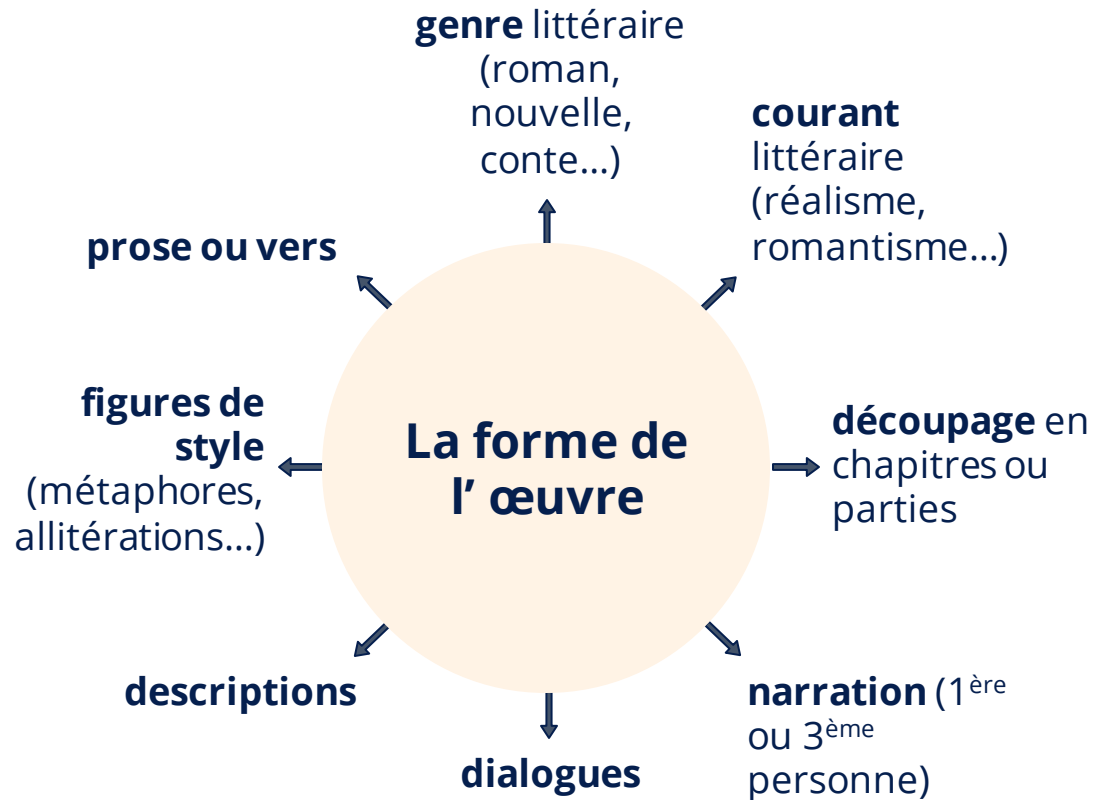 genre littéraire
(roman,
nouvelle,
conte...)
courant
littéraire
(réalisme,
romantisme...)
prose ou vers
figures de
style
(métaphores,
allitérations...)
La forme de
l’ œuvre
découpage en
chapitres ou
parties
descriptions
narration (1ère
ou 3ème
personne)
dialogues